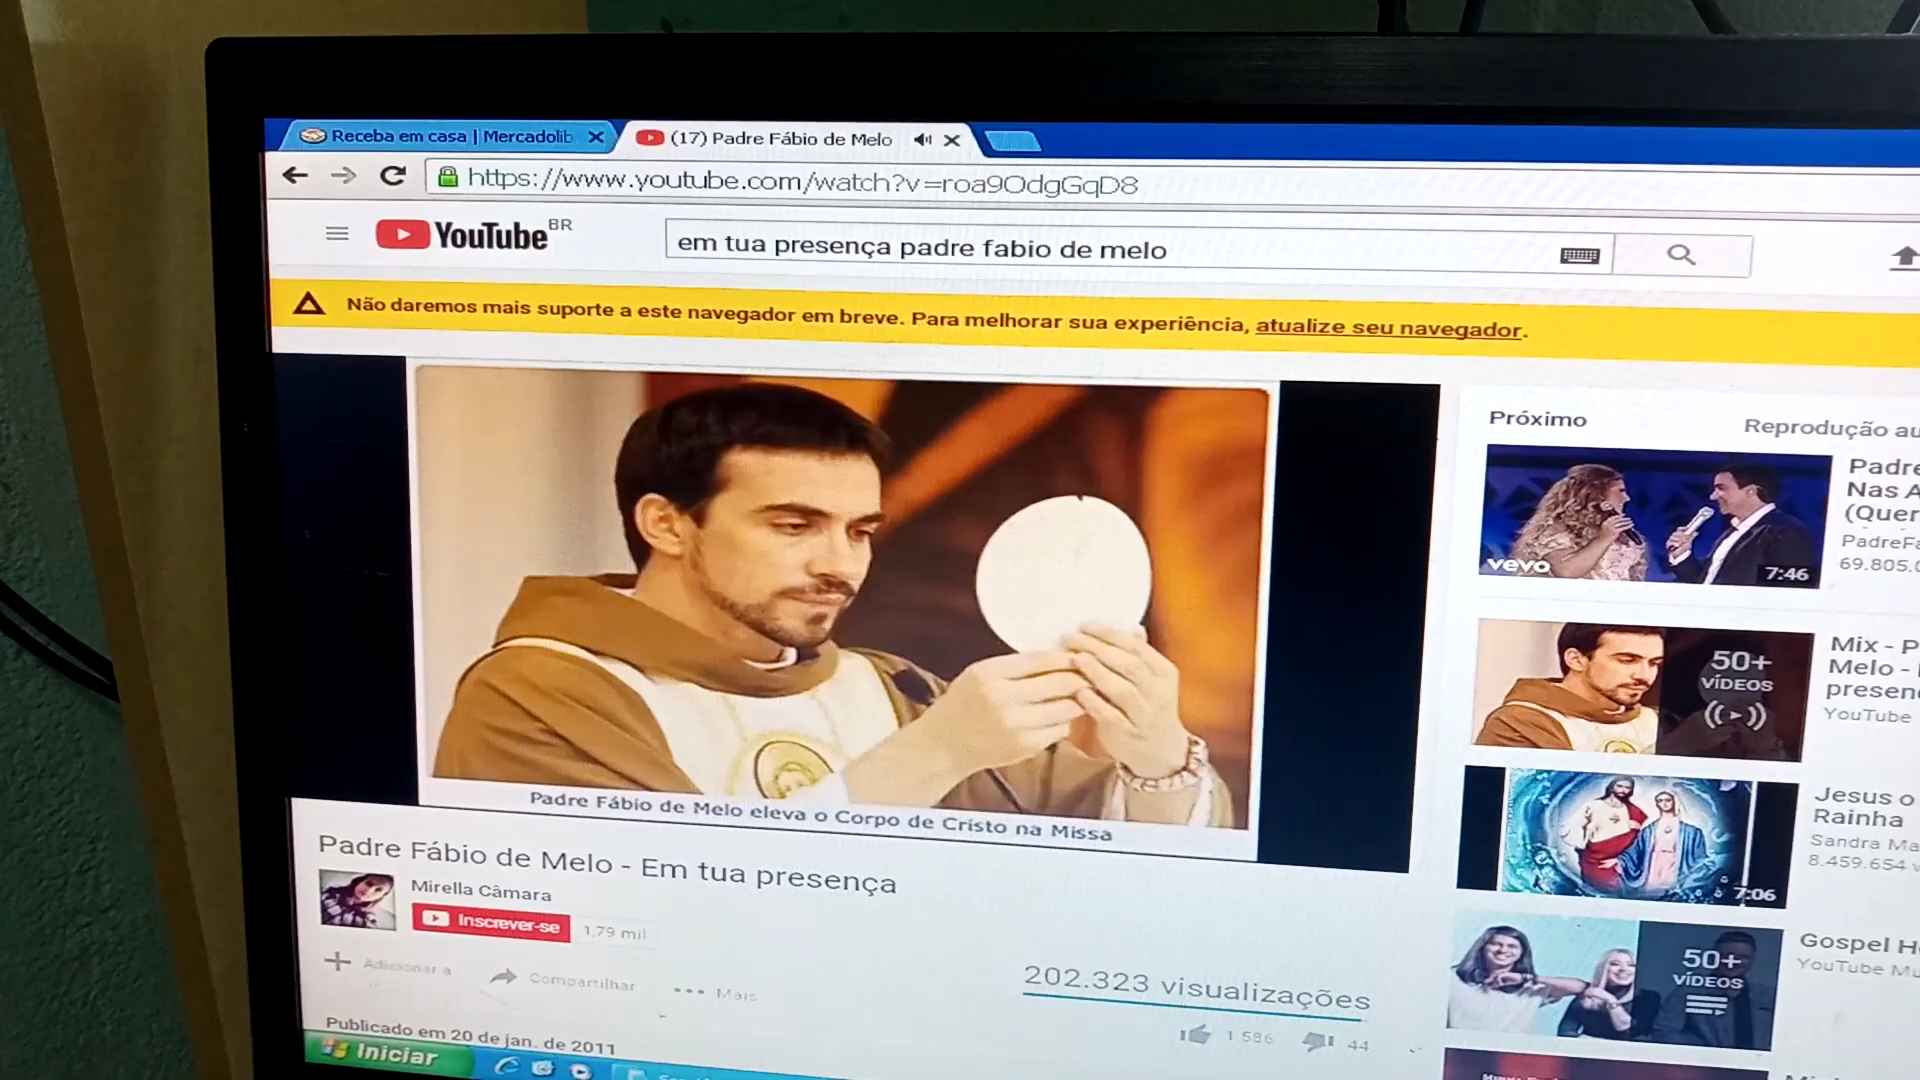 Receba em casa | Mercadolib
(17) Padre Fábio de Melo
https://www.youtube.com/watch?v=roa9OdgGqD8
YouTube BR
em tua presença padre fabio de melo
Não daremos mais suporte a este navegador em breve. Para melhorar sua experiência, atualize seu navegador.
Padre Fábio de Melo eleva o Corpo de Cristo na Missa
Padre Fábio de Melo - Em tua presença
Mirella Câmara
Inscrever-se 1,79 mil
Adicionar a Compartilhar Mais
202.323 visualizações
1.586 44
Publicado em 20 de jan. de 2011
Iniciar
Próximo
Reprodução au
vevo
7:46
Padre
Nas A
(Quer
PadreFa
69.805.0
50+
VÍDEOS
Mix - P
Melo -
presen
YouTube
7:06
Jesus o
Rainha
Sandra Ma
8.459.654 v
50+
VÍDEOS
Gospel H
YouTube Mu